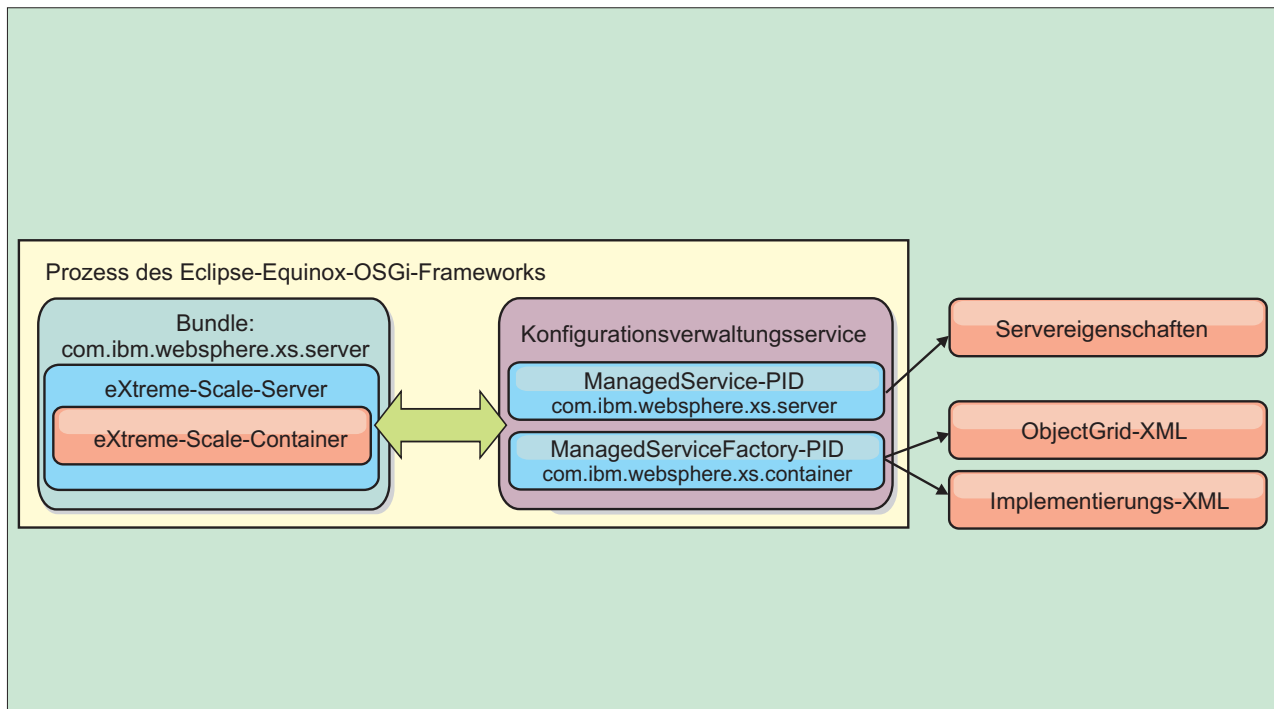 Prozess des Eclipse-Equinox-OSGi-Frameworks
Bundle:
com.ibm.websphere.xs.server
eXtreme-Scale-Server
eXtreme-Scale-Container
Konfigurationsverwaltungsservice
ManagedService-PID
com.ibm.websphere.xs.server
ManagedServiceFactory-PID
com.ibm.websphere.xs.container
Servereigenschaften
ObjectGrid-XML
Implementierungs-XML